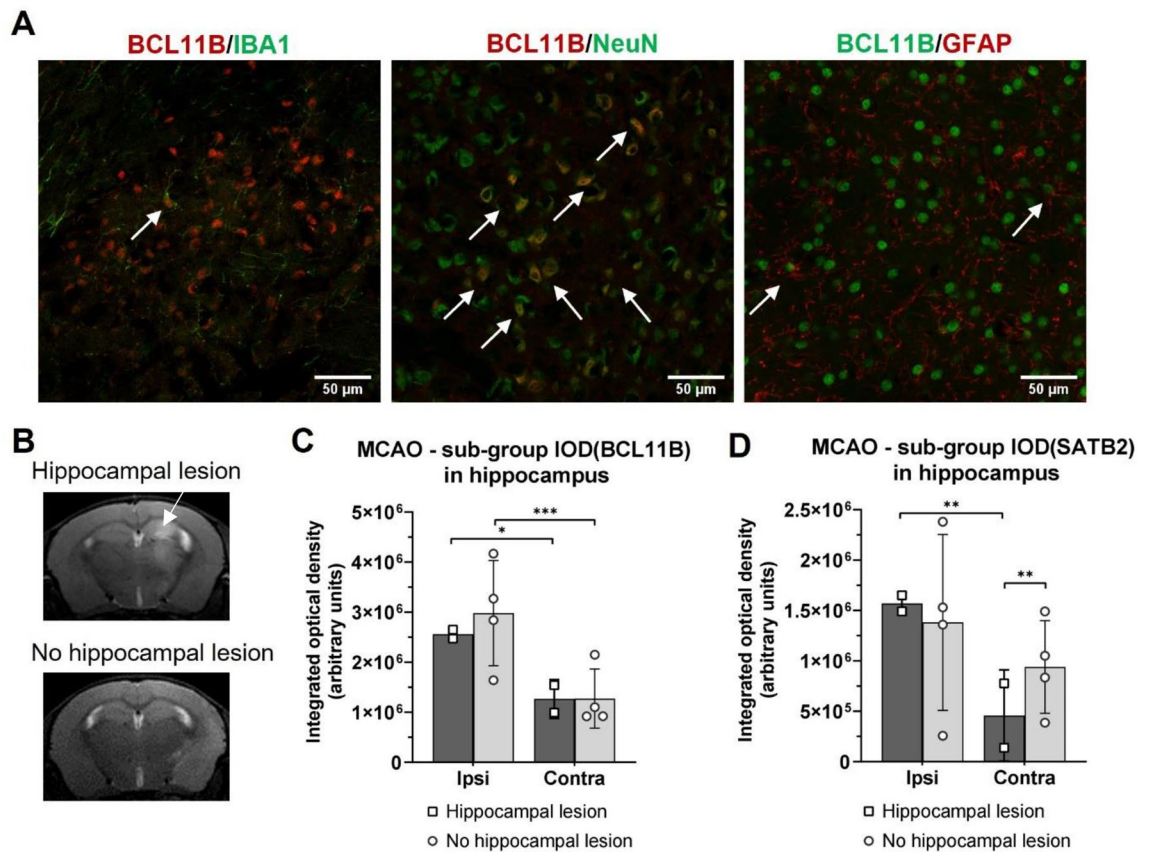 A
BCL11B/IBA1
BCL11B/NeuN
BCL11B/GFAP
50 µm
50 µm
50 µm
B
Hippocampal lesion
No hippocampal lesion
C
MCAO - sub-group IOD(BCL11B)
in hippocampus
Integrated optical density
(arbitrary units)
5×10⁶
4×10⁶
3×10⁶
2×10⁶
1×10⁶
0
***
*
Ipsi
Contra
Hippocampal lesion
No hippocampal lesion
D
MCAO - sub-group IOD(SATB2)
in hippocampus
Integrated optical density
(arbitrary units)
2.5×10⁶
2×10⁶
1.5×10⁶
1×10⁶
5×10⁵
0
**
**
Ipsi
Contra
Hippocampal lesion
No hippocampal lesion